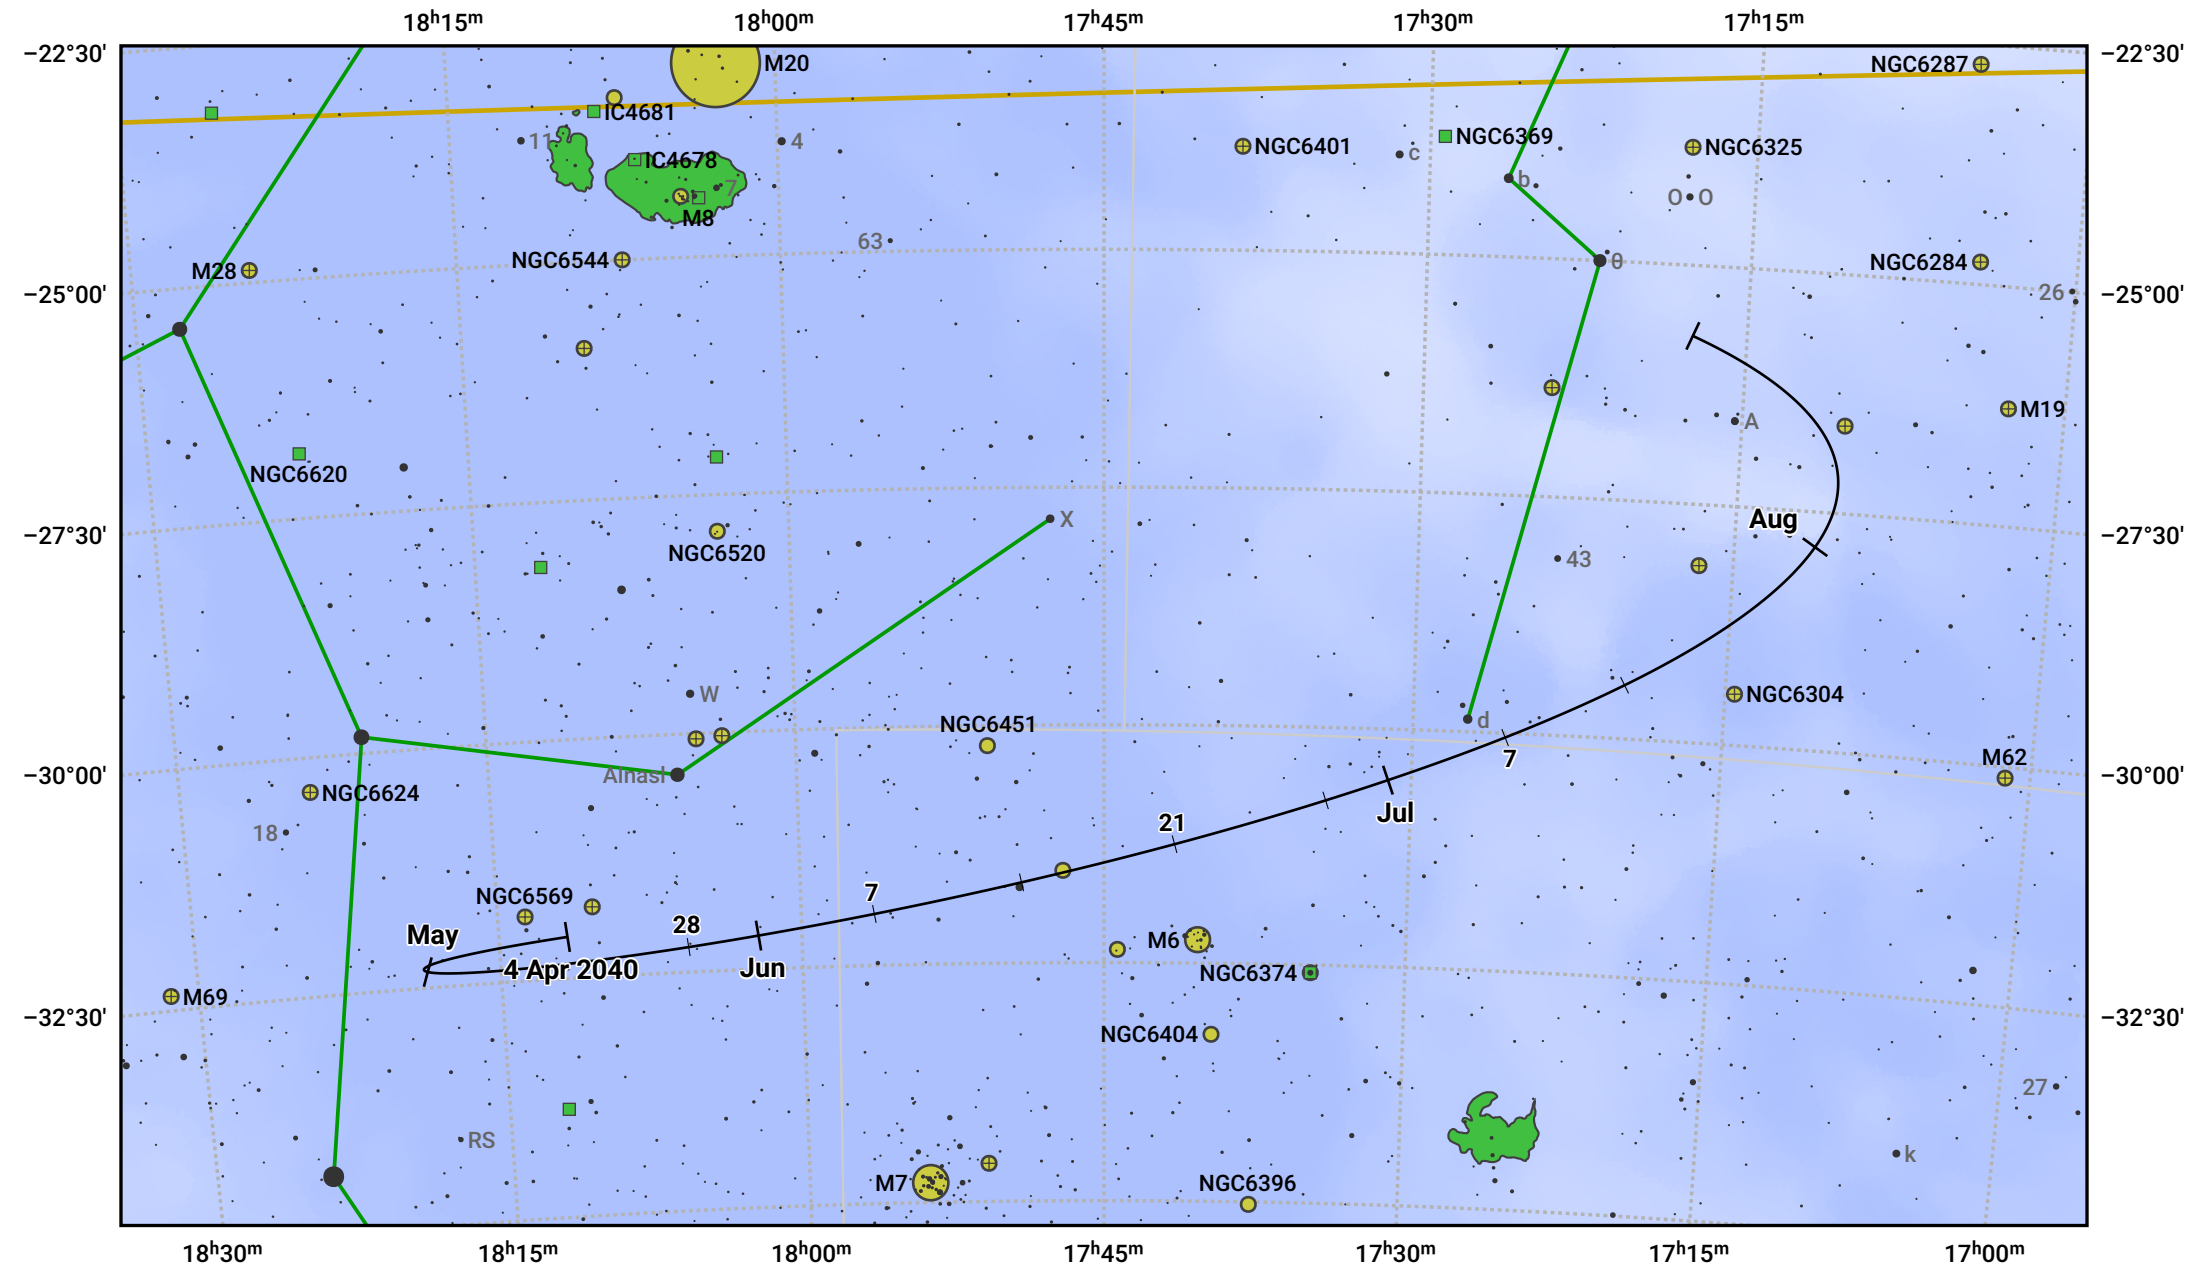 18ʰ15ᵐ 18ʰ00ᵐ 17ʰ45ᵐ 17ʰ30ᵐ 17ʰ15ᵐ
−22°30' −22°30'
M20 NGC6287
IC4681
11 4 NGC6401 c NGC6369 NGC6325
IC4678
7 b O O
M8
63
M28 NGC6544 θ NGC6284
−25°00' 26 −25°00'
M19
A
NGC6620
X Aug
−27°30' −27°30'
NGC6520 43
W NGC6304
NGC6451 d
7 M62
−30°00' Alnasl −30°00'
NGC6624 Jul
18 21
NGC6569 7
May 28
M6
4 Apr 2040 Jun NGC6374
M69
−32°30' −32°30'
NGC6404
27
RS k
M7 NGC6396
18ʰ30ᵐ 18ʰ15ᵐ 18ʰ00ᵐ 17ʰ45ᵐ 17ʰ30ᵐ 17ʰ15ᵐ 17ʰ00ᵐ